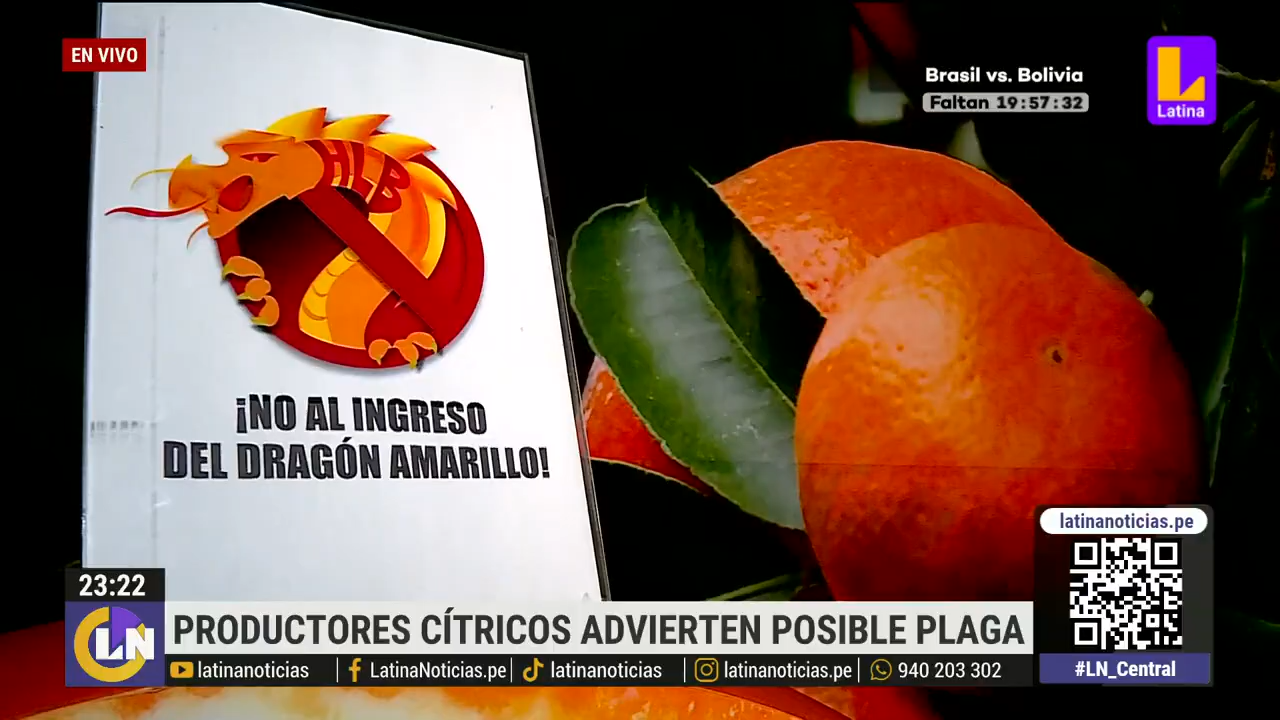 EN VIVO
Brasil vs. Bolivia
Faltan 19:57:32
Latina
HLB
¡NO AL INGRESO
DEL DRAGÓN AMARILLO!
latinanoticias.pe
23:22
LN
PRODUCTORES CÍTRICOS ADVIERTEN POSIBLE PLAGA
latinanoticias
LatinaNoticias.pe
latinanoticias
latinanoticias.pe
940 203 302
#LN_Central